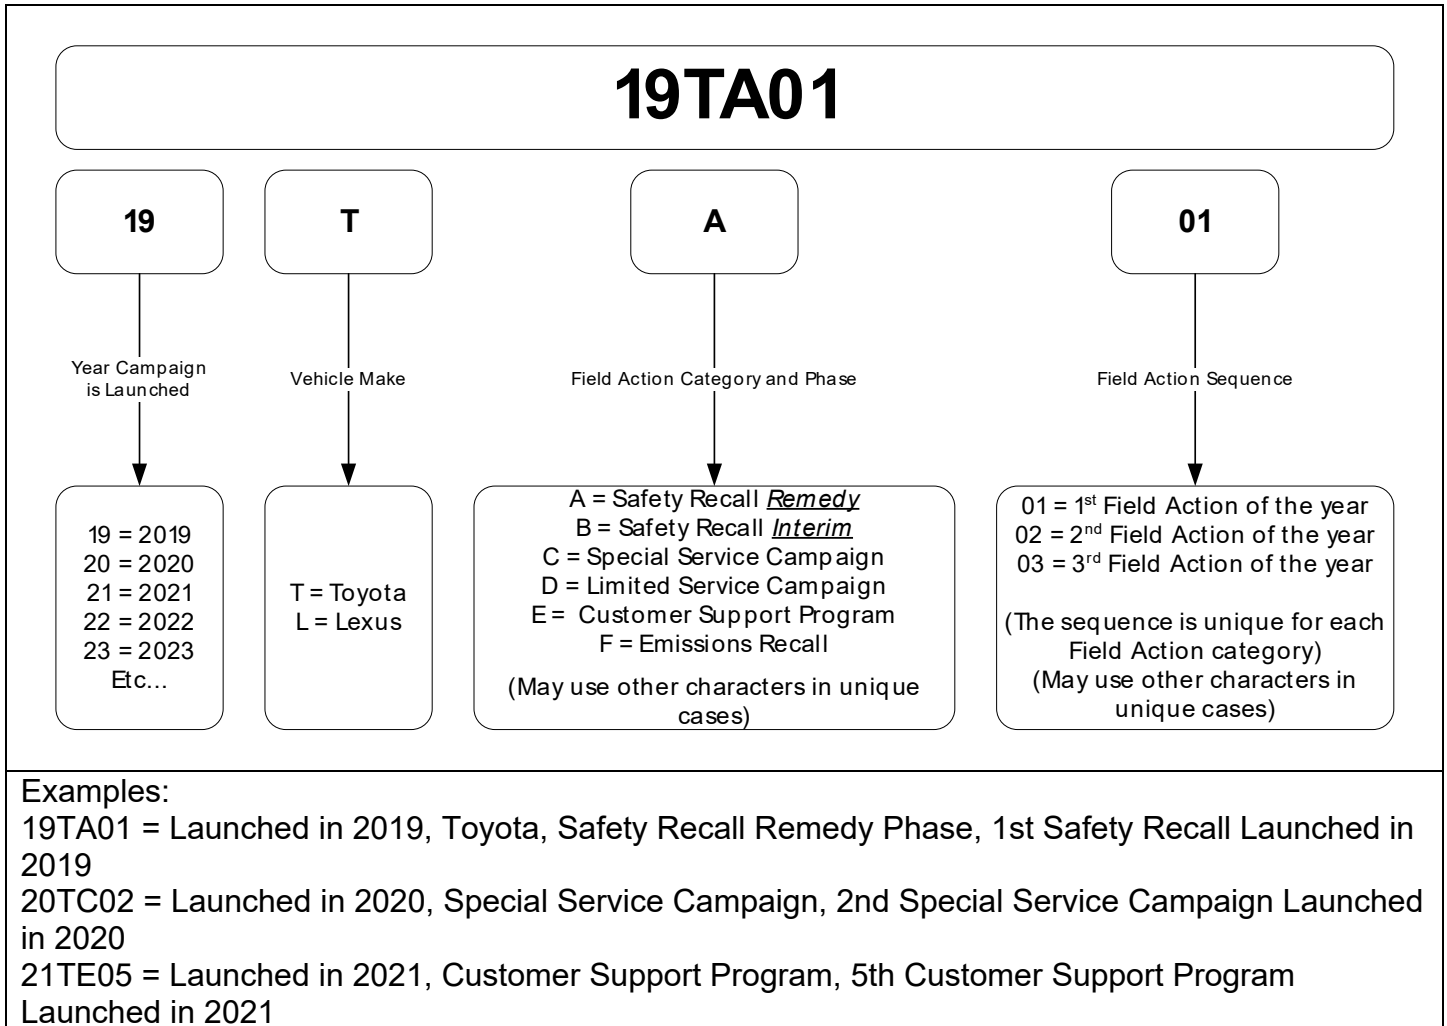 19TA01
19
T
A
01
Year Campaign
is Launched
Vehicle Make
Field Action Category and Phase
Field Action Sequence
19 = 2019
20 = 2020
21 = 2021
22 = 2022
23 = 2023
Etc...
T = Toyota
L = Lexus
A = Safety Recall Remedy
B = Safety Recall Interim
C = Special Service Campaign
D = Limited Service Campaign
E = Customer Support Program
F = Emissions Recall
(May use other characters in unique
cases)
01 = 1st Field Action of the year
02 = 2nd Field Action of the year
03 = 3rd Field Action of the year
(The sequence is unique for each
Field Action category)
(May use other characters in
unique cases)
Examples:
19TA01 = Launched in 2019, Toyota, Safety Recall Remedy Phase, 1st Safety Recall Launched in
2019
20TC02 = Launched in 2020, Special Service Campaign, 2nd Special Service Campaign Launched
in 2020
21TE05 = Launched in 2021, Customer Support Program, 5th Customer Support Program
Launched in 2021